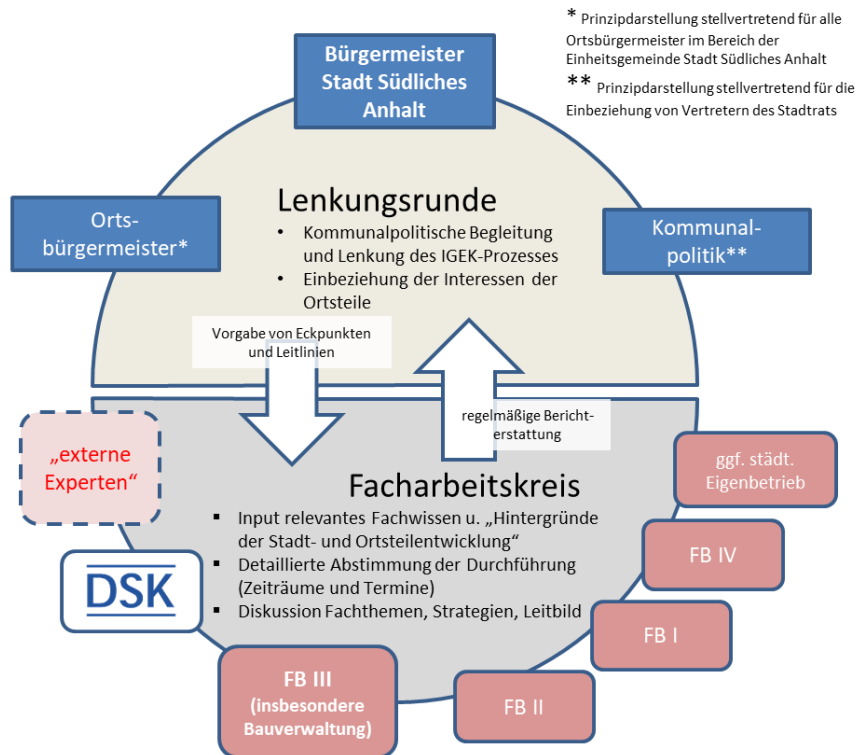 * Prinzipdarstellung stellvertretend für alle
Ortsbürgermeister im Bereich der
Einheitsgemeinde Stadt Südliches Anhalt
** Prinzipdarstellung stellvertretend für die
Einbeziehung von Vertretern des Stadtrats
Bürgermeister
Stadt Südliches
Anhalt
Orts-
bürgermeister*
Kommunal-
politik**
Lenkungsrunde
• Kommunalpolitische Begleitung
und Lenkung des IGEK-Prozesses
• Einbeziehung der Interessen der
Ortsteile
Vorgabe von Eckpunkten
und Leitlinien
regelmäßige Bericht-
erstattung
„externe
Experten“
DSK
Facharbeitskreis
▪ Input relevantes Fachwissen u. „Hintergründe
der Stadt- und Ortsteilentwicklung“
▪ Detaillierte Abstimmung der Durchführung
(Zeiträume und Termine)
▪ Diskussion Fachthemen, Strategien, Leitbild
ggf. städt.
Eigenbetrieb
FB IV
FB I
FB II
FB III
(insbesondere
Bauverwaltung)